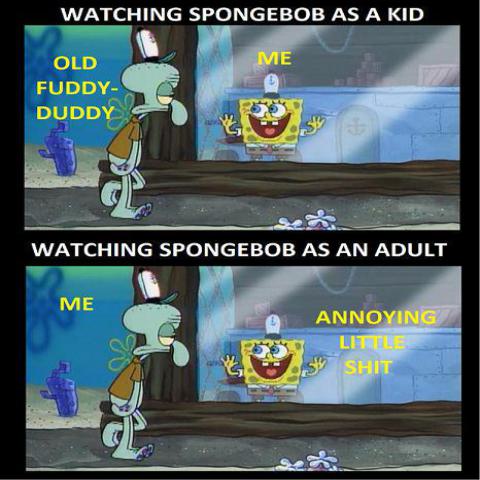 WATCHING SPONGEBOB AS A KID
OLD
FUDDY-
DUDDY
ME
WATCHING SPONGEBOB AS AN ADULT
ME
ANNOYING
LITTLE
SHIT